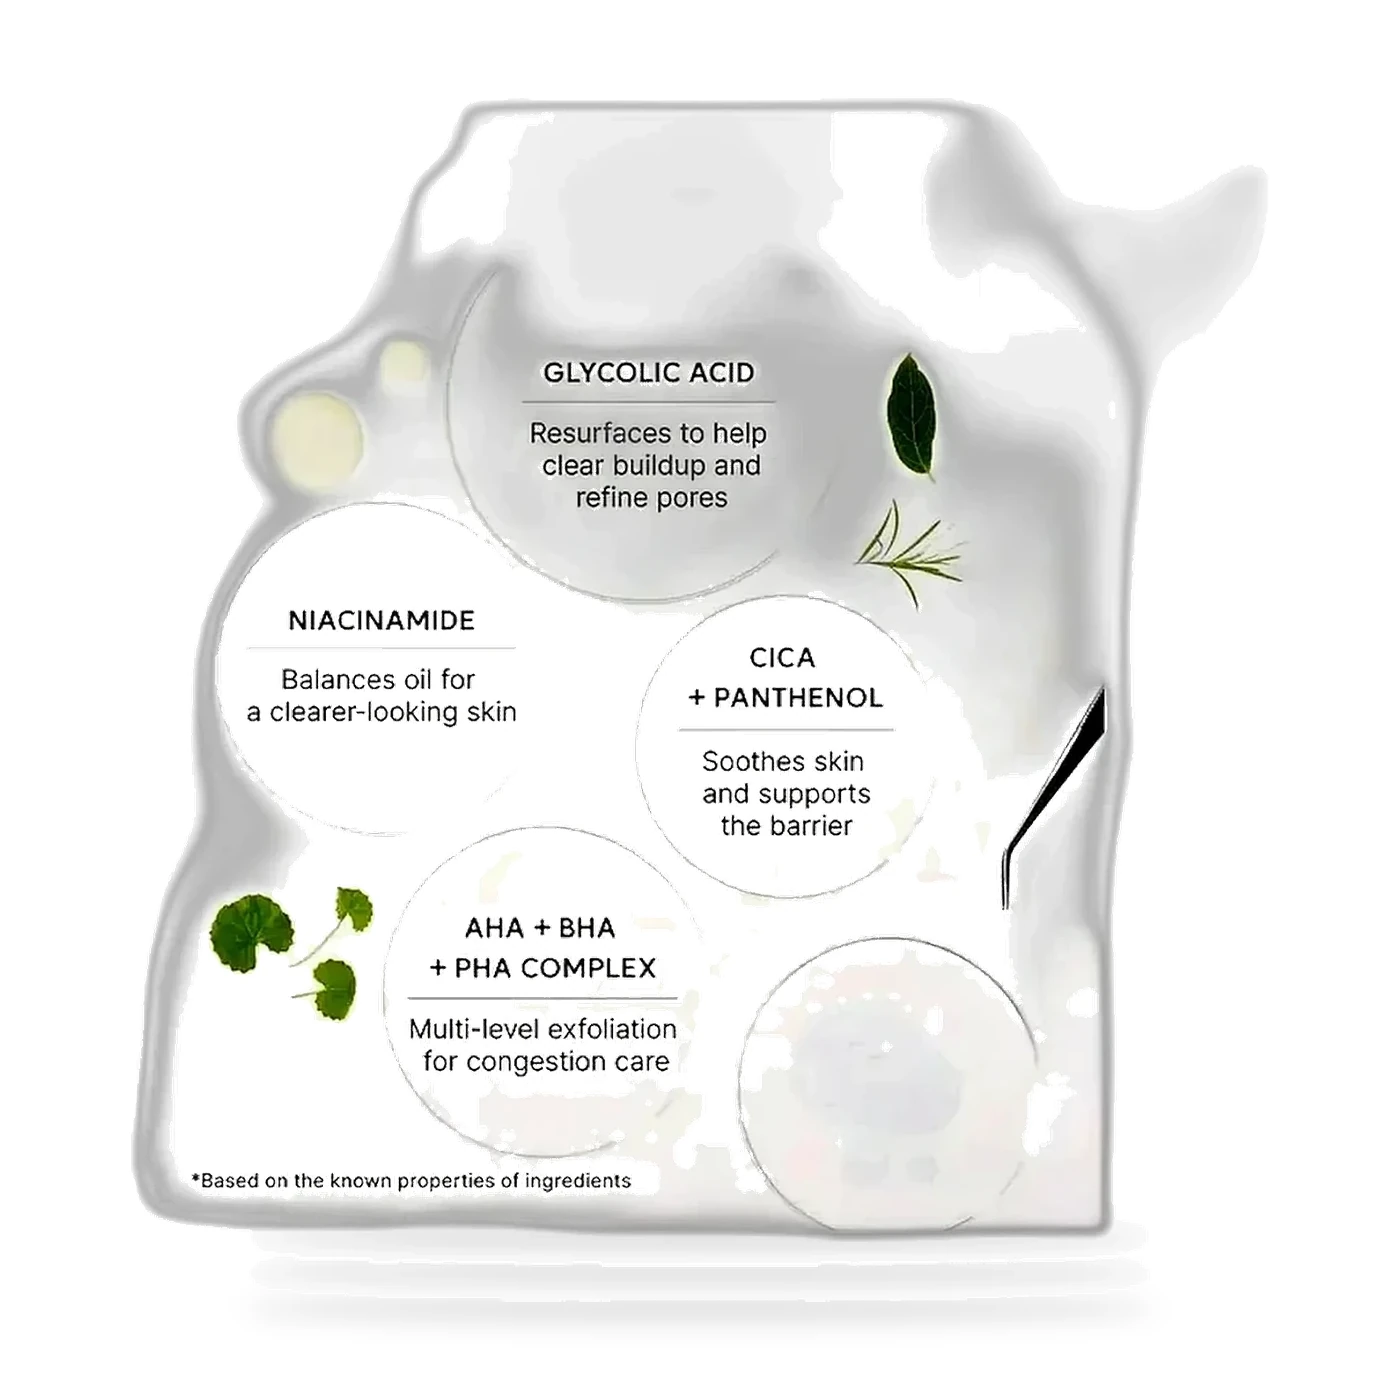 GLYCOLIC ACID
Resurfaces to help
clear buildup and
refine pores
NIACINAMIDE
Balances oil for
a clearer-looking skin
CICA
+ PANTHENOL
Soothes skin
and supports
the barrier
AHA + BHA
+ PHA COMPLEX
Multi-level exfoliation
for congestion care
*Based on the known properties of ingredients